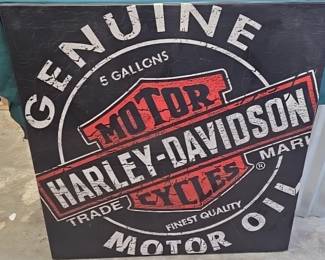 GENUINE
5 GALLONS
MOTOR
HARLEY-DAVIDSON
CYCLES
®
TRADE MARK
FINEST QUALITY
MOTOR OIL